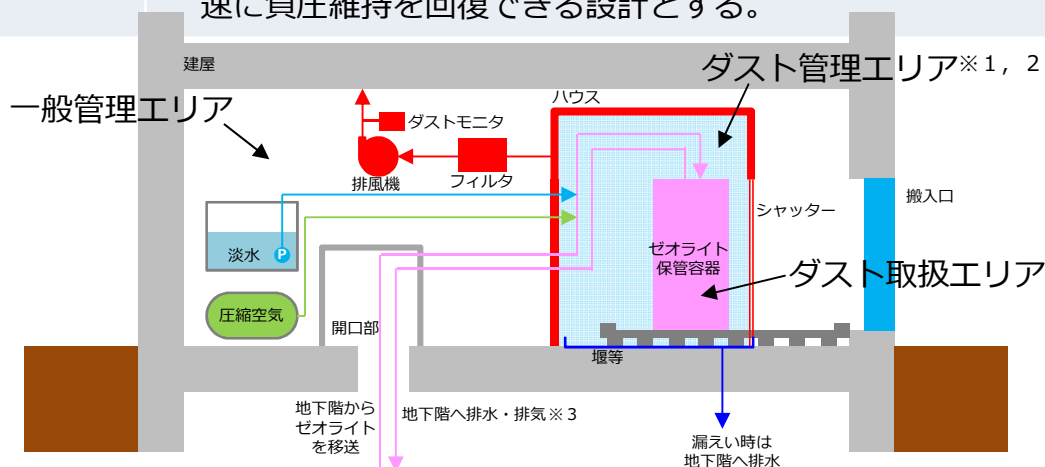 速に負圧維持を回復できる設計とする。
建屋
ダスト管理エリア※1,2
一般管理エリア
ハウス
ダストモニタ
排風機
フィルタ
シャッター
搬入口
淡水
P
ゼオライト
保管容器
ダスト取扱エリア
圧縮空気
開口部
堰等
地下階から
ゼオライト
を移送
地下階へ排水・排気※3
漏えい時は
地下階へ排水